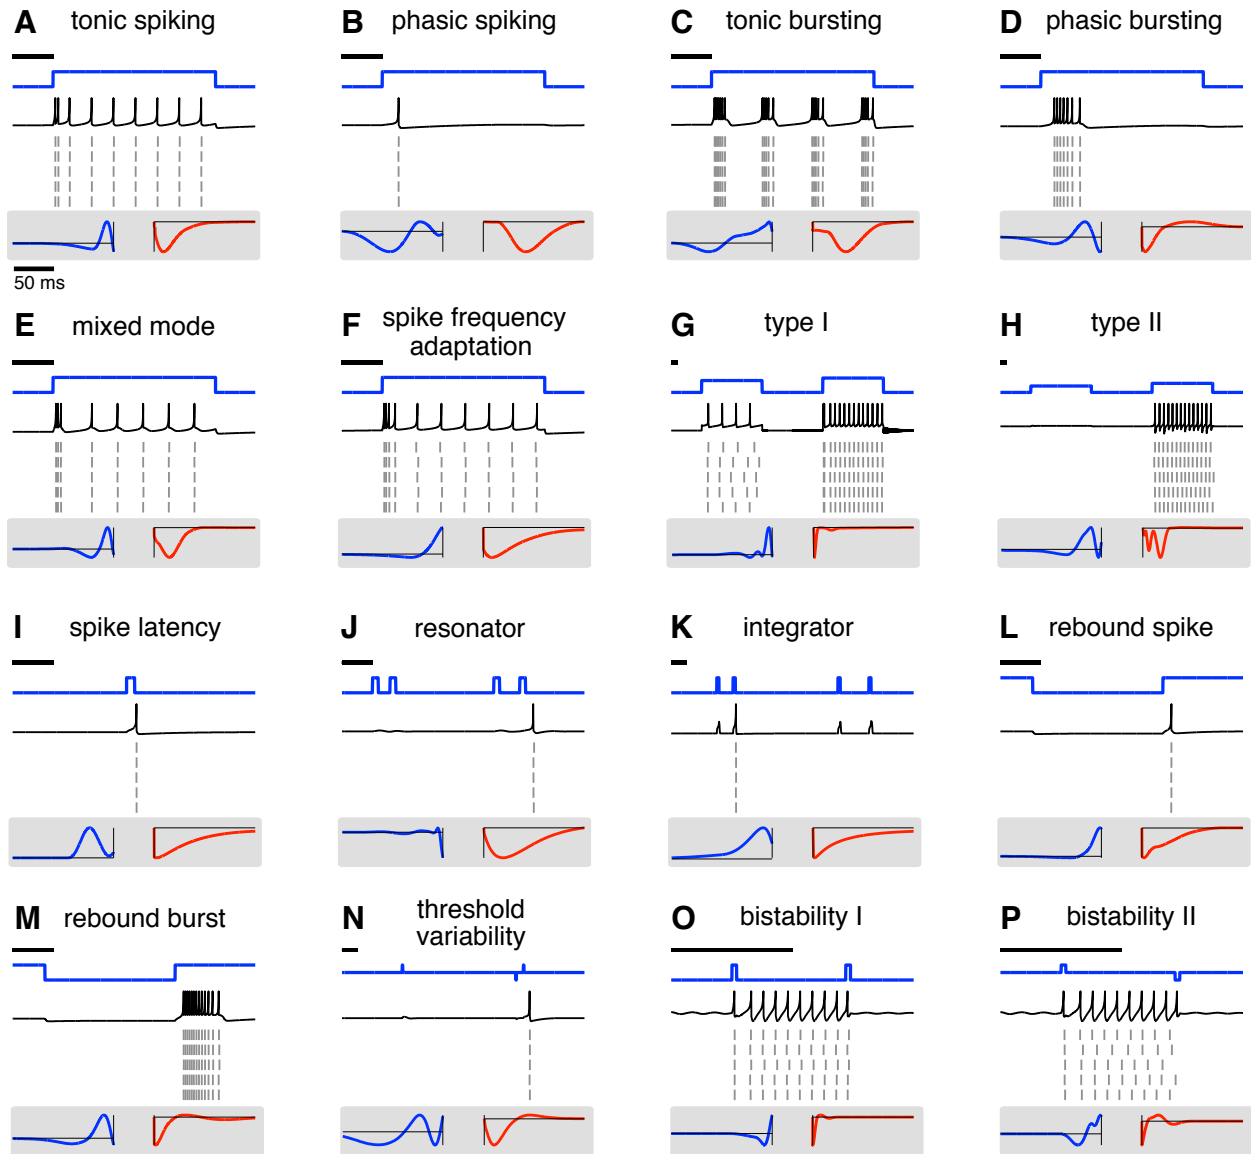 A tonic spiking
B phasic spiking
C tonic bursting
D phasic bursting
50 ms
E mixed mode
F spike frequency
adaptation
G type I
H type II
I spike latency
J resonator
K integrator
L rebound spike
M rebound burst
N threshold
variability
O bistability I
P bistability II